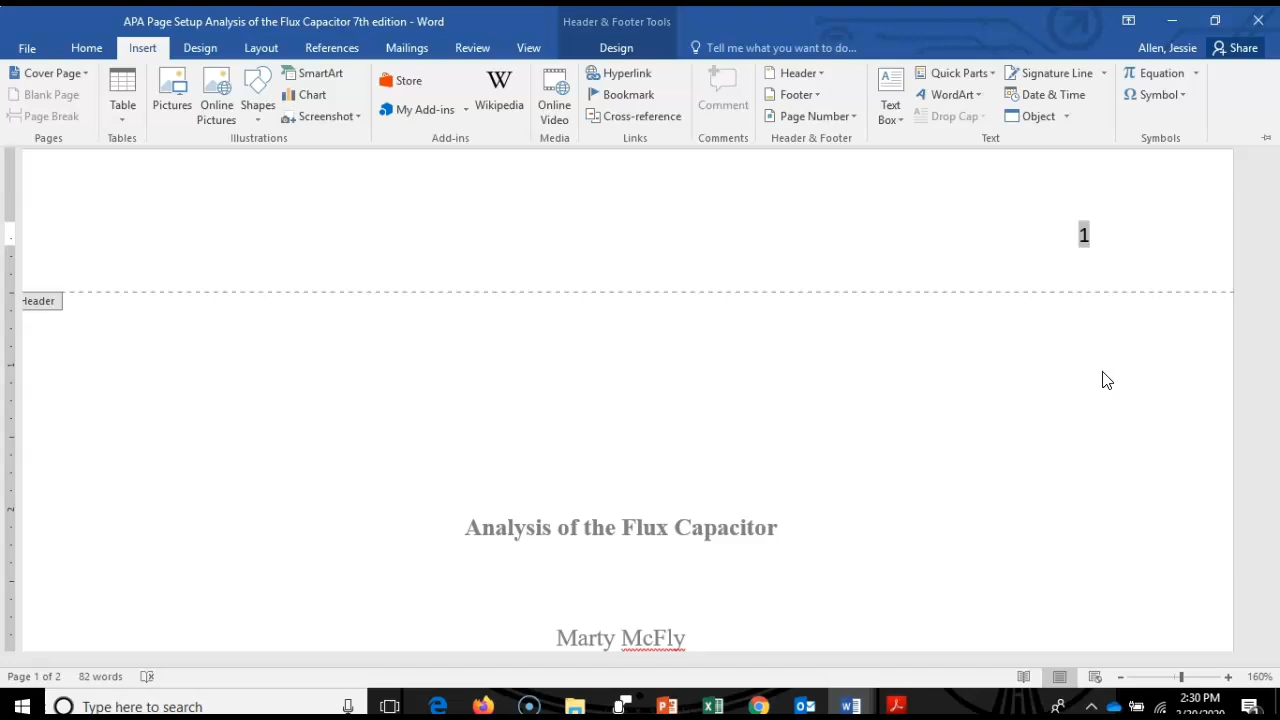 APA Page Setup Analysis of the Flux Capacitor 7th edition - Word
Header & Footer Tools
File Home Insert Design Layout References Mailings Review View Design Tell me what you want to do... Allen, Jessie Share
Cover Page
Blank Page
Page Break
Pages
Table
Tables
Pictures
Online Pictures
Shapes
SmartArt
Chart
Screenshot
Illustrations
Store
My Add-ins
W
Wikipedia
Add-ins
Online Video
Media
Hyperlink
Bookmark
Cross-reference
Links
Comment
Comments
Header
Footer
Page Number
Header & Footer
Text Box
Quick Parts
WordArt
Drop Cap
Signature Line
Date & Time
Object
Text
Equation
Symbol
Symbols
1
Header
1
2
Analysis of the Flux Capacitor
Marty McFly
Page 1 of 2 82 words 160%
Type here to search
2:30 PM